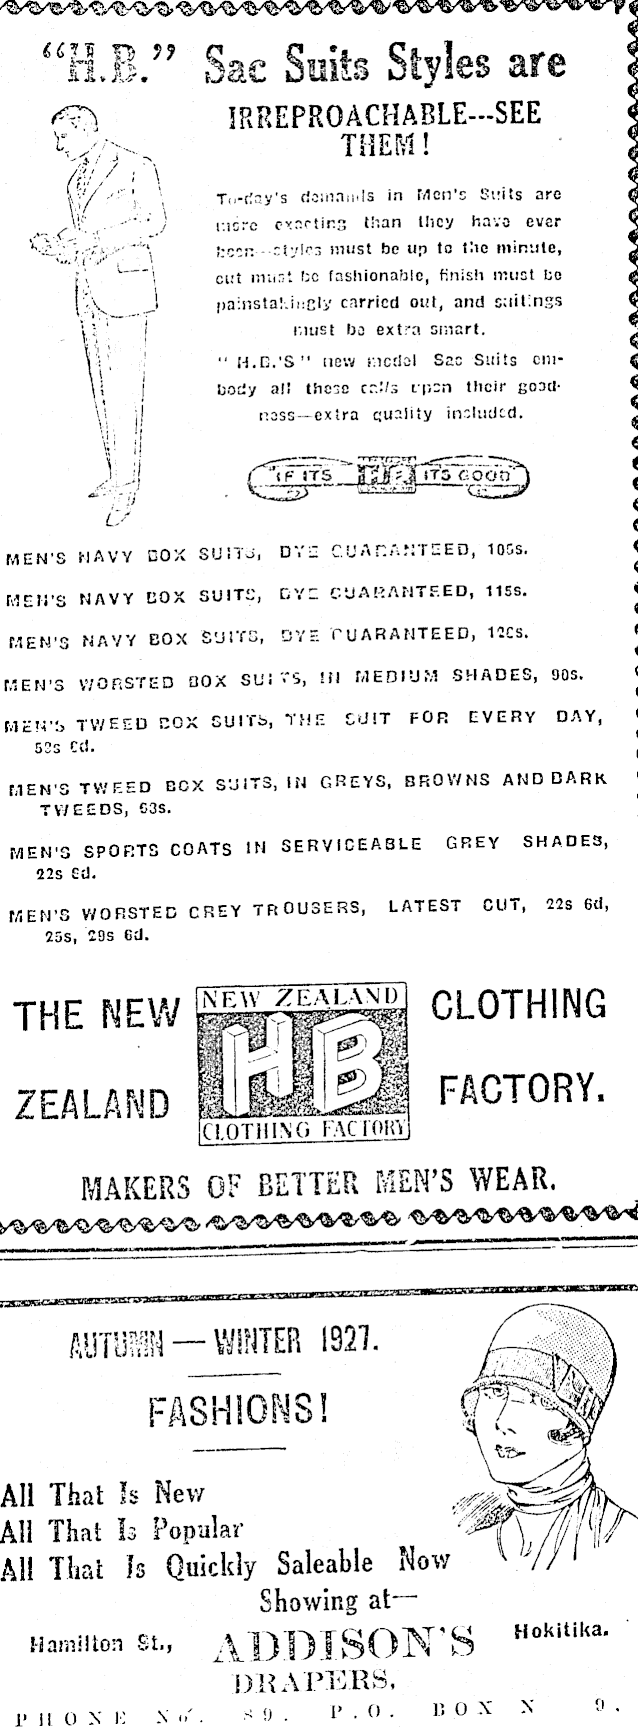 "H.B." Sac Suits Styles are
IRREPROACHABLE---SEE
THEM!
To-day's demands in Men's Suits are
more exacting than they have ever
been—styles must be up to the minute,
cut must be fashionable, finish must be
painstakingly carried out, and suitings
must be extra smart.
"H.B.'S" new model Sac Suits em-
body all these calls upon their good-
ness—extra quality included.
"IF ITS HB ITS GOOD"
MEN'S NAVY BOX SUITS, DYE GUARANTEED, 105s.
MEN'S NAVY BOX SUITS, DYE GUARANTEED, 115s.
MEN'S NAVY BOX SUITS, DYE GUARANTEED, 120s.
MEN'S WORSTED BOX SUITS, IN MEDIUM SHADES, 90s.
MEN'S TWEED BOX SUITS, THE SUIT FOR EVERY DAY,
6d.
MEN'S TWEED BOX SUITS, IN GREYS, BROWNS AND DARK
TWEEDS, 63s.
MEN'S SPORTS COATS IN SERVICEABLE GREY SHADES,
22s 6d.
MEN'S WORSTED GREY TROUSERS, LATEST CUT, 22s 6d,
25s, 29s 6d.
THE NEW ZEALAND
NEW ZEALAND
HB
CLOTHING FACTORY
CLOTHING FACTORY.
MAKERS OF BETTER MEN'S WEAR.
AUTUMN — WINTER 1927.
FASHIONS!
All That Is New
All That Is Popular
All That Is Quickly Saleable Now
Showing at—
Hamilton St., ADDISON'S Hokitika.
DRAPERS,
PHONE No. 89. P.O. BOX N 9,